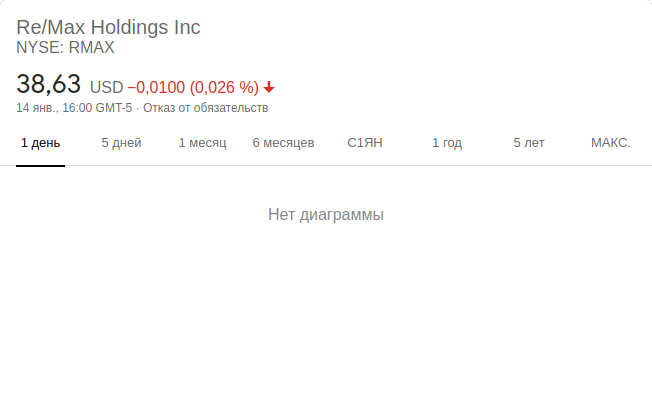 Re/Max Holdings Inc
NYSE: RMAX
38,63 USD −0,0100 (0,026 %)
14 янв., 16:00 GMT-5 · Отказ от обязательств
1 день 5 дней 1 месяц 6 месяцев С1ЯН 1 год 5 лет МАКС.
Нет диаграммы